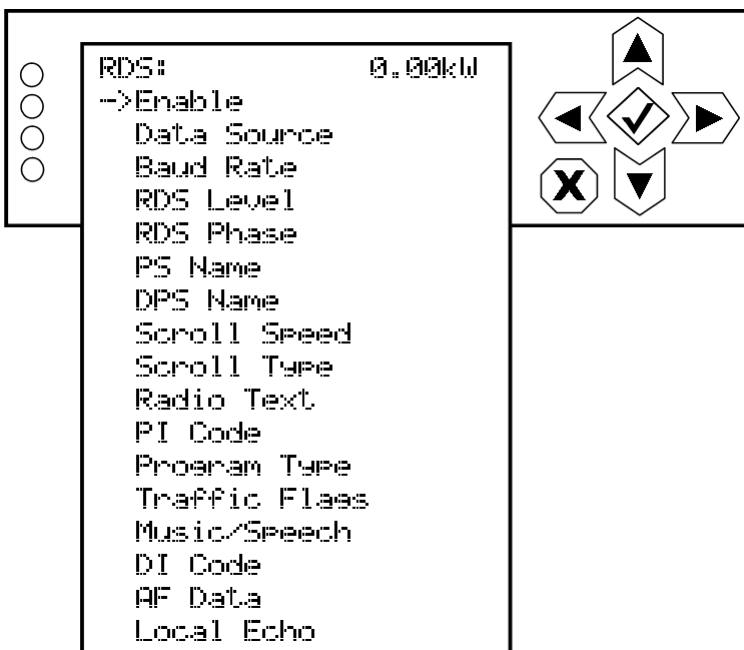 RDS: 0.00kW
->Enable
Data Source
Baud Rate
RDS Level
RDS Phase
PS Name
DPS Name
Scroll Speed
Scroll Type
Radio Text
PI Code
Program Type
Traffic Flags
Music/Speech
DI Code
AF Data
Local Echo
X